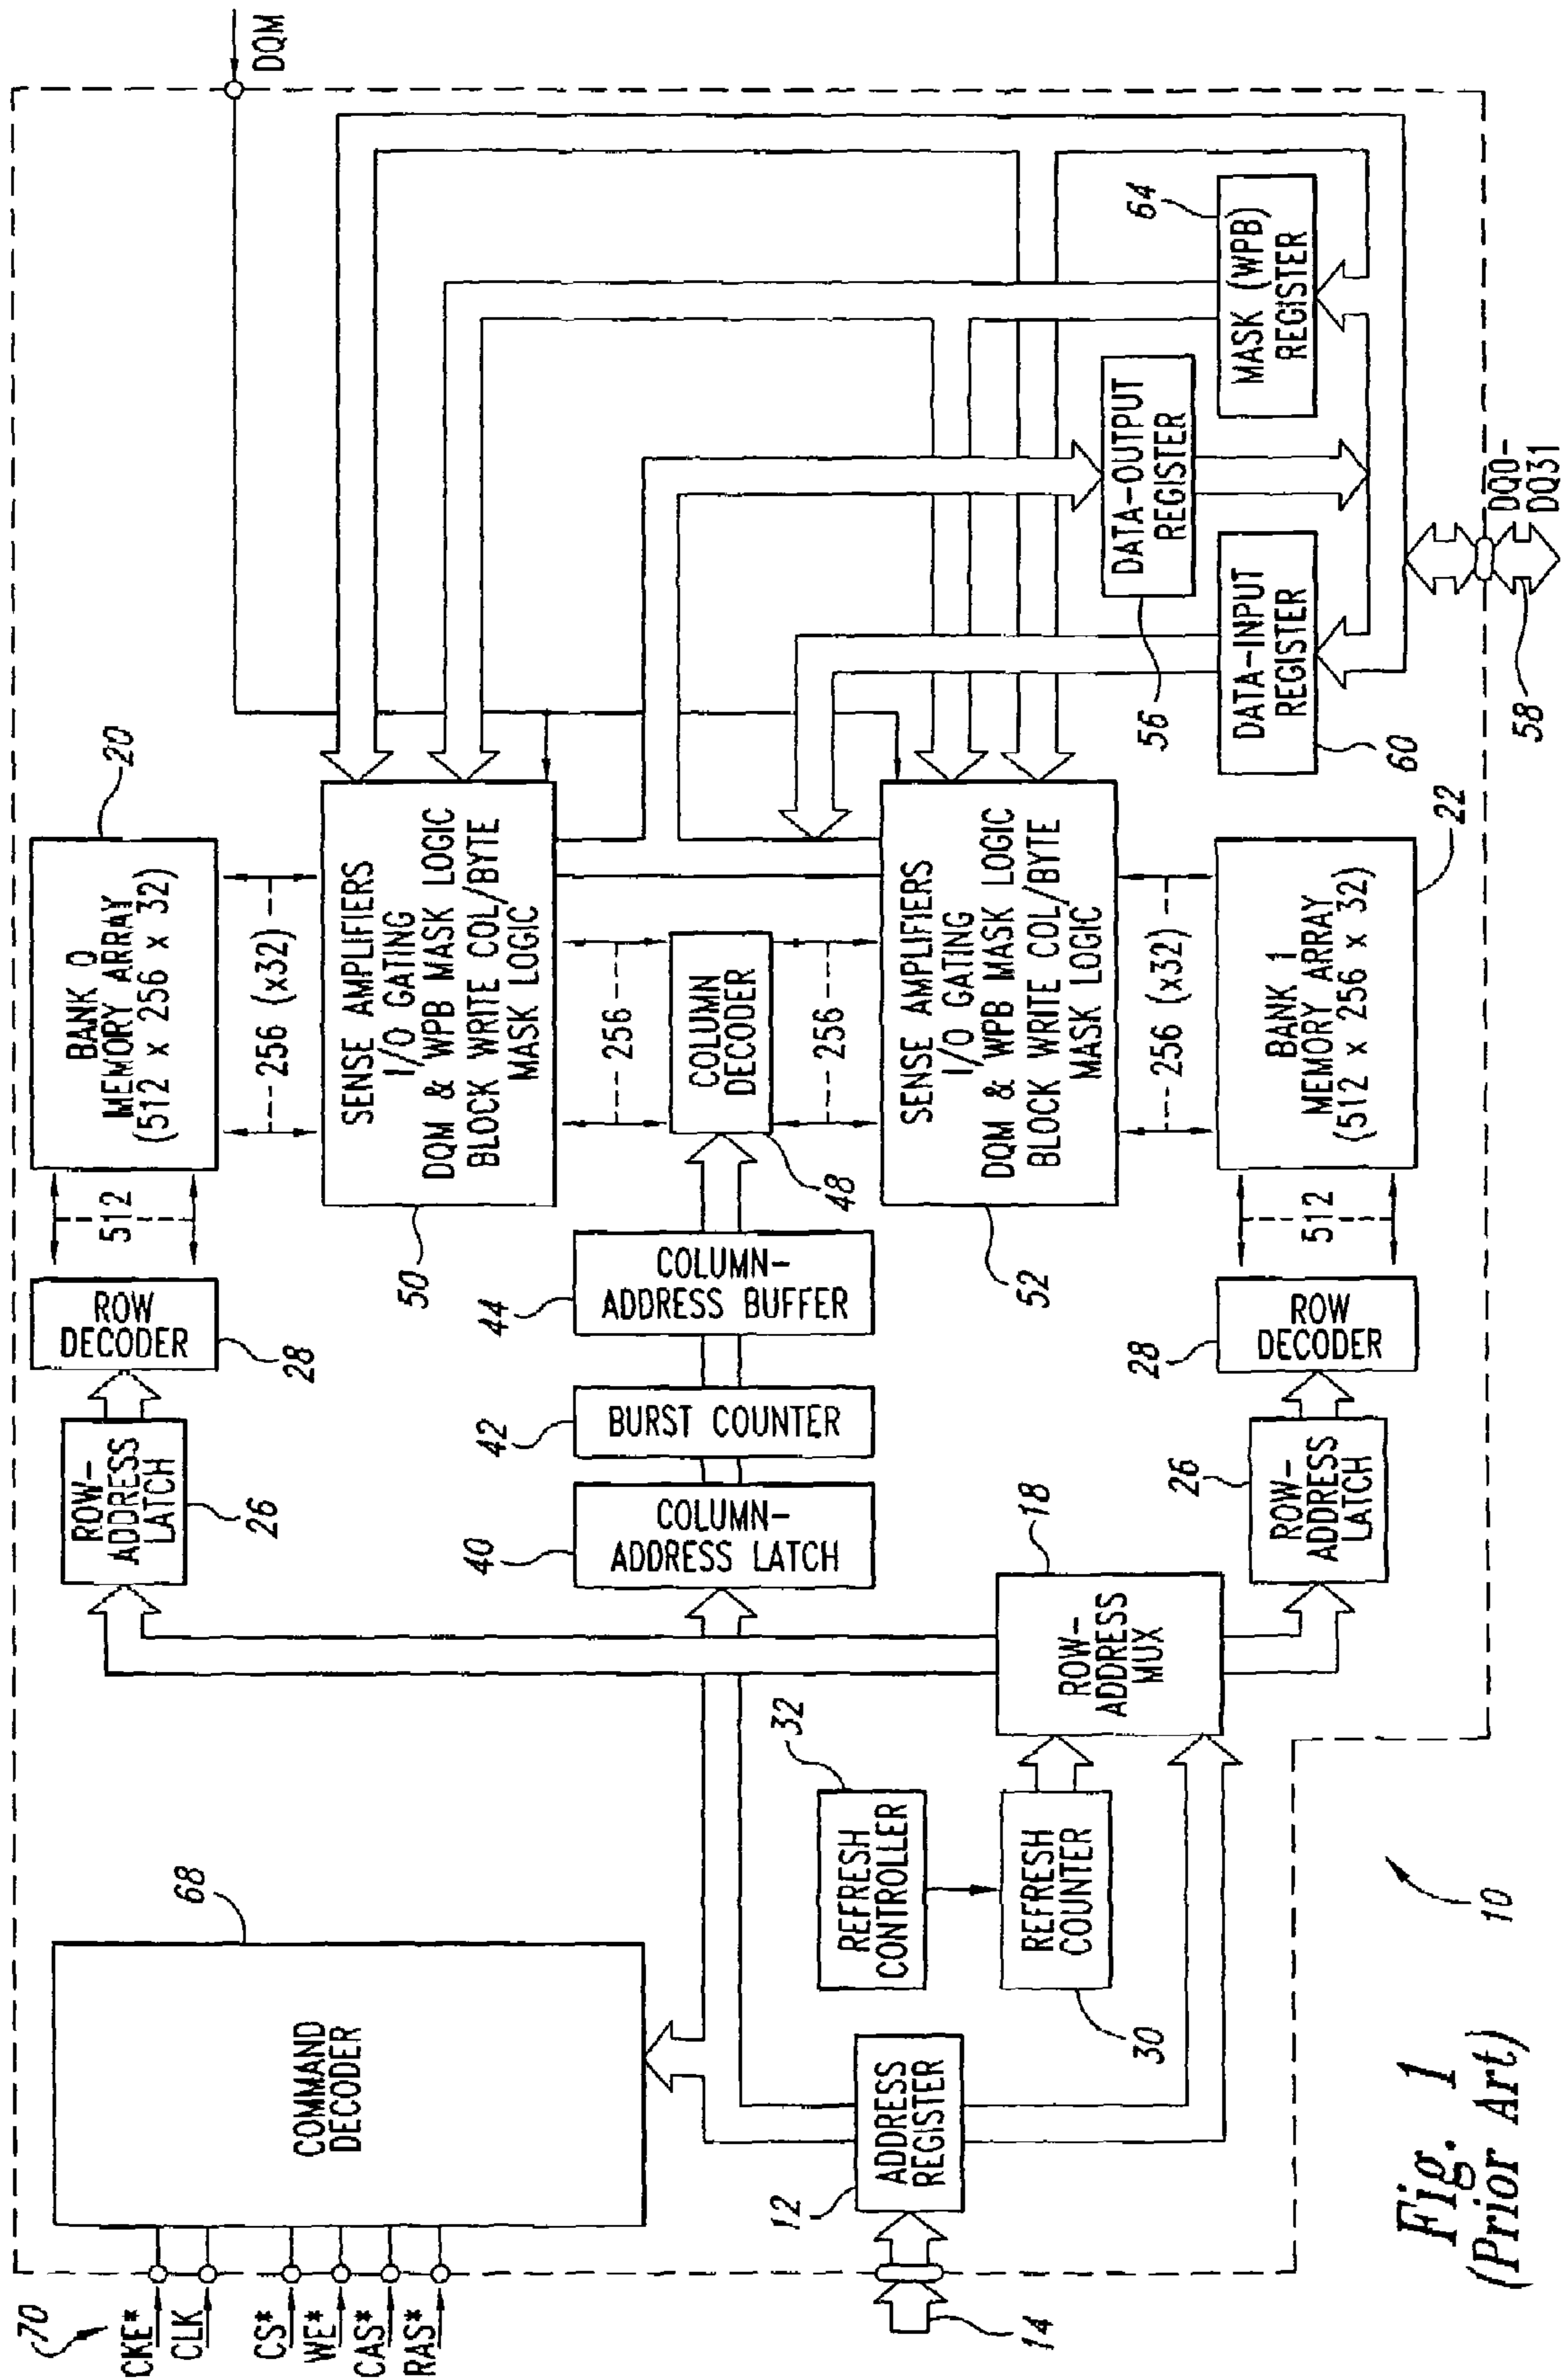 70
CKE*
CLK
CS*
WE*
CAS*
RAS*
COMMAND
DECODER
68
14
12
ADDRESS
REGISTER
REFRESH
CONTROLLER
32
REFRESH
COUNTER
30
ROW-
ADDRESS
MUX
18
ROW-
ADDRESS
LATCH
26
ROW
DECODER
28
512
BANK 0
MEMORY ARRAY
(512 x 256 x 32)
20
256 (x32)
SENSE AMPLIFIERS
I/O GATING
DQM & WPB MASK LOGIC
BLOCK WRITE COL/BYTE
MASK LOGIC
50
256
COLUMN-
ADDRESS LATCH
40
BURST COUNTER
42
COLUMN-
ADDRESS BUFFER
44
COLUMN
DECODER
48
256
SENSE AMPLIFIERS
I/O GATING
DQM & WPB MASK LOGIC
BLOCK WRITE COL/BYTE
MASK LOGIC
52
256 (x32)
ROW-
ADDRESS
LATCH
26
ROW
DECODER
28
512
BANK 1
MEMORY ARRAY
(512 x 256 x 32)
22
DQM
DATA-OUTPUT
REGISTER
56
DATA-INPUT
REGISTER
60
MASK (WPB)
REGISTER
64
DQ0-
DQ31
58
10
Fig. 1
(Prior Art)